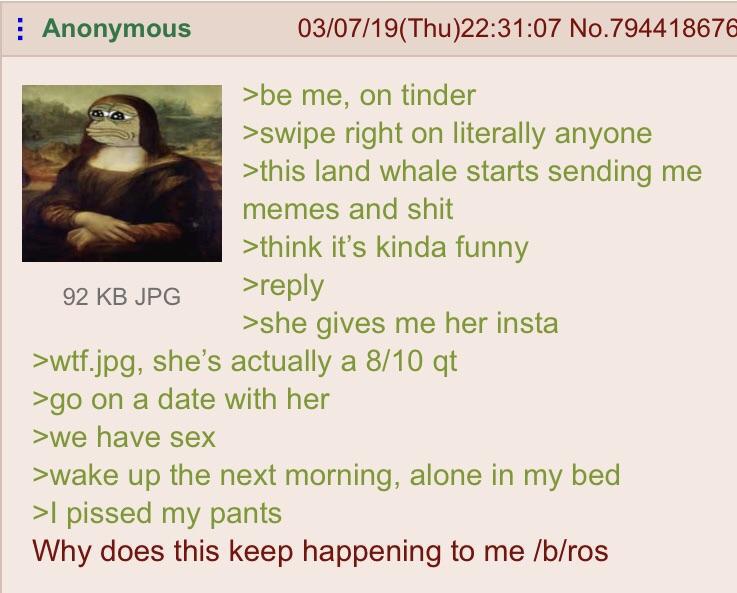 Anonymous 03/07/19(Thu)22:31:07 No.794418676
>be me, on tinder
>swipe right on literally anyone
>this land whale starts sending me
memes and shit
>think it’s kinda funny
>reply
92 KB JPG
>she gives me her insta
>wtf.jpg, she’s actually a 8/10 qt
>go on a date with her
>we have sex
>wake up the next morning, alone in my bed
>I pissed my pants
Why does this keep happening to me /b/ros